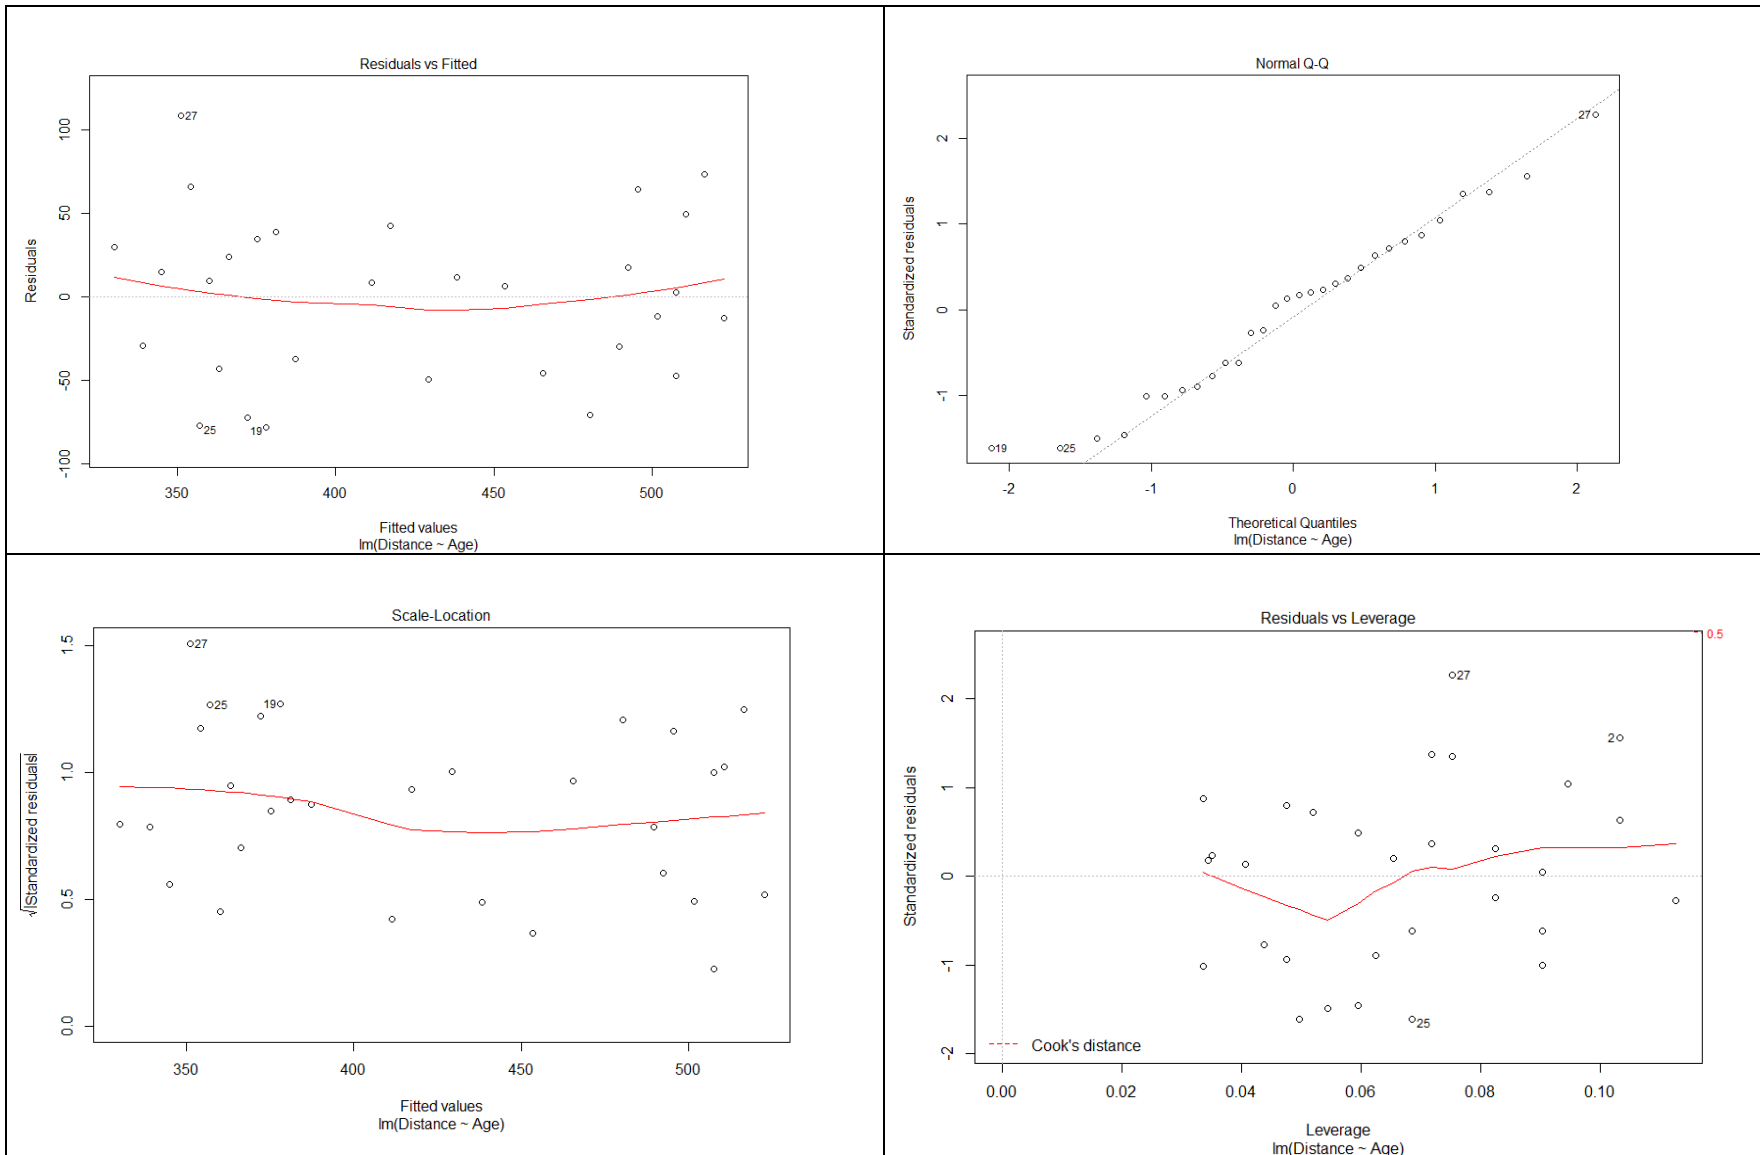 Residuals vs Fitted
Residuals
100
50
0
-50
-100
27
25
19
350
400
450
500
Fitted values
lm(Distance ~ Age)
Normal Q-Q
Standardized residuals
2
1
0
-1
27
19
25
-2
-1
0
1
2
Theoretical Quantiles
lm(Distance ~ Age)
Scale-Location
√|Standardized residuals|
1.5
1.0
0.5
0.0
27
25
19
350
400
450
500
Fitted values
lm(Distance ~ Age)
Residuals vs Leverage
0.5
Standardized residuals
2
1
0
-1
-2
27
2
25
Cook's distance
0.00
0.02
0.04
0.06
0.08
0.10
Leverage
lm(Distance ~ Age)